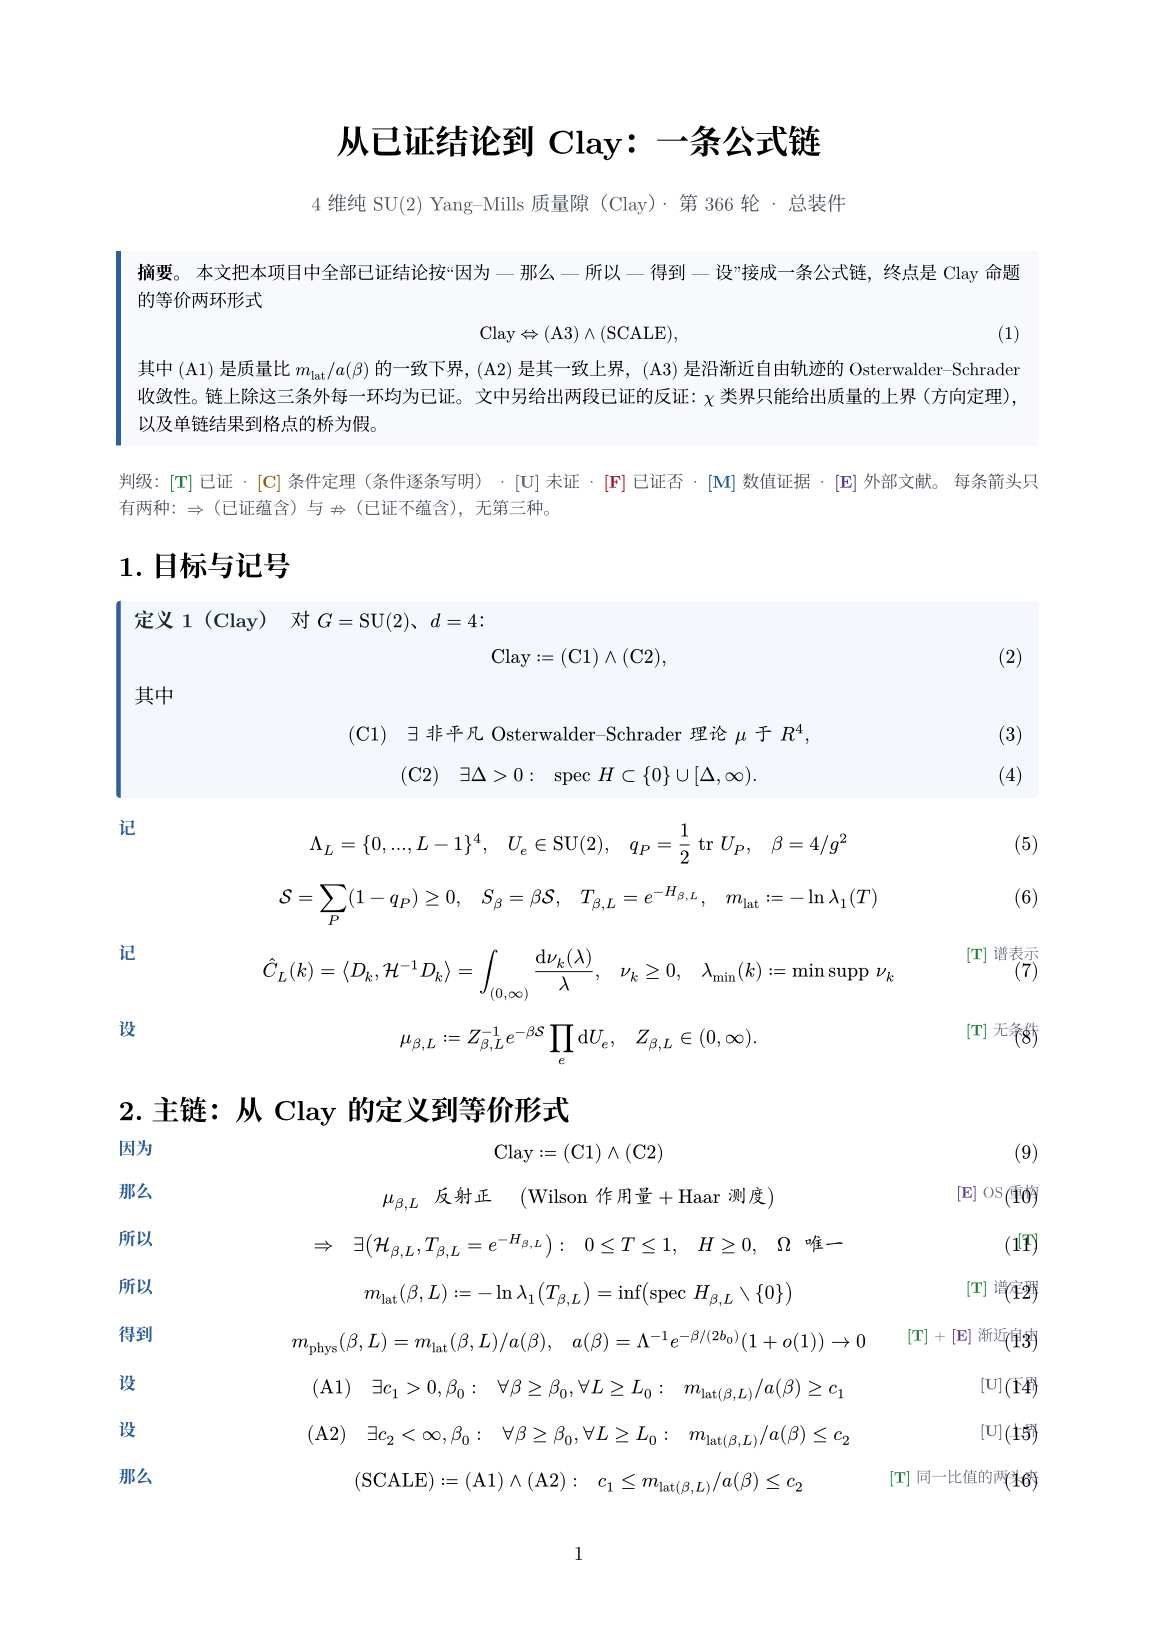 从已证结论到 Clay：一条公式链
4 维纯 SU(2) Yang–Mills 质量隙（Clay）· 第 366 轮 · 总装件
摘要。 本文把本项目中全部已证结论按“因为 — 那么 — 所以 — 得到 — 设”接成一条公式链，终点是 Clay 命题
的等价两环形式
Clay ⇔ (A3) ∧ (SCALE), (1)
其中 (A1) 是质量比 m_lat/a(β) 的一致下界, (A2) 是其一致上界，(A3) 是沿渐近自由轨迹的 Osterwalder–Schrader
收敛性。链上除这三条外每一环均为已证。文中另给出两段已证的反证：χ 类界只能给出质量的上界（方向定理），
以及单链结果到格点的桥为假。
判级：[T] 已证 · [C] 条件定理（条件逐条写明） · [U] 未证 · [F] 已证否 · [M] 数值证据 · [E] 外部文献。 每条箭头只
有两种：⇒（已证蕴含）与 ⇏（已证不蕴含），无第三种。
1. 目标与记号
定义 1（Clay） 对 G = SU(2)、d = 4：
Clay ≔ (C1) ∧ (C2), (2)
其中
(C1) ∃ 非平凡 Osterwalder–Schrader 理论 μ 于 R⁴, (3)
(C2) ∃Δ > 0 : spec H ⊂ {0} ∪ [Δ, ∞). (4)
记 Λ_L = {0, ..., L − 1}⁴, U_e ∈ SU(2), q_P = 1/2 tr U_P, β = 4/g² (5)
𝒮 = ∑_P (1 − q_P) ≥ 0, S_β = β𝒮, T_{β,L} = e^{−H_{β,L}}, m_lat ≔ − ln λ₁(T) (6)
记 Ĉ_L(k) = ⟨D_k, ℋ⁻¹D_k⟩ = ∫_{(0,∞)} dν_k(λ)/λ, ν_k ≥ 0, λ_min(k) ≔ min supp ν_k [T] 谱表示 (7)
设 μ_{β,L} ≔ Z_{β,L}^{−1} e^{−β𝒮} ∏_e dU_e, Z_{β,L} ∈ (0, ∞). [T] 无条件 (8)
2. 主链：从 Clay 的定义到等价形式
因为 Clay ≔ (C1) ∧ (C2) (9)
那么 μ_{β,L} 反射正 (Wilson 作用量 + Haar 测度) [E] OS 重构 (10)
所以 ⇒ ∃(ℋ_{β,L}, T_{β,L} = e^{−H_{β,L}}) : 0 ≤ T ≤ 1, H ≥ 0, Ω 唯一 [T] (11)
所以 m_lat(β, L) ≔ − ln λ₁(T_{β,L}) = inf(spec H_{β,L} ∖ {0}) [T] 谱定理 (12)
得到 m_phys(β, L) = m_lat(β, L)/a(β), a(β) = Λ⁻¹e^{−β/(2b₀)}(1 + o(1)) → 0 [T] + [E] 渐近自由 (13)
设 (A1) ∃c₁ > 0, β₀ : ∀β ≥ β₀, ∀L ≥ L₀ : m_{lat(β,L)}/a(β) ≥ c₁ [U] 下界 (14)
设 (A2) ∃c₂ < ∞, β₀ : ∀β ≥ β₀, ∀L ≥ L₀ : m_{lat(β,L)}/a(β) ≤ c₂ [U] 上界 (15)
那么 (SCALE) ≔ (A1) ∧ (A2) : c₁ ≤ m_{lat(β,L)}/a(β) ≤ c₂ [T] 同一比值的两 (16)
1